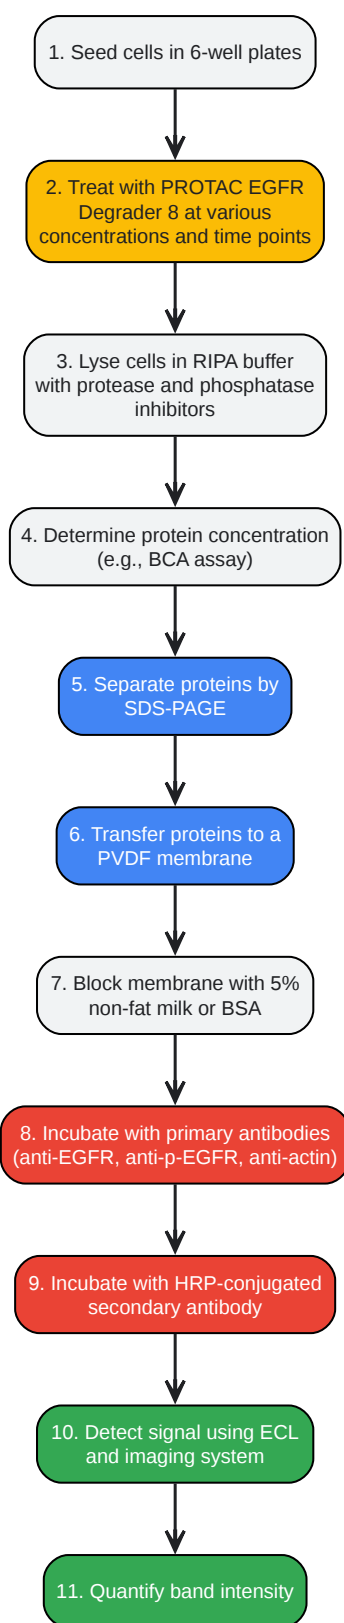 1. Seed cells in 6-well plates
2. Treat with PROTAC EGFR
Degrader 8 at various
concentrations and time points
3. Lyse cells in RIPA buffer
with protease and phosphatase
inhibitors
4. Determine protein concentration
(e.g., BCA assay)
5. Separate proteins by
SDS-PAGE
6. Transfer proteins to a
PVDF membrane
7. Block membrane with 5%
non-fat milk or BSA
8. Incubate with primary antibodies
(anti-EGFR, anti-p-EGFR, anti-actin)
9. Incubate with HRP-conjugated
secondary antibody
10. Detect signal using ECL
and imaging system
11. Quantify band intensity